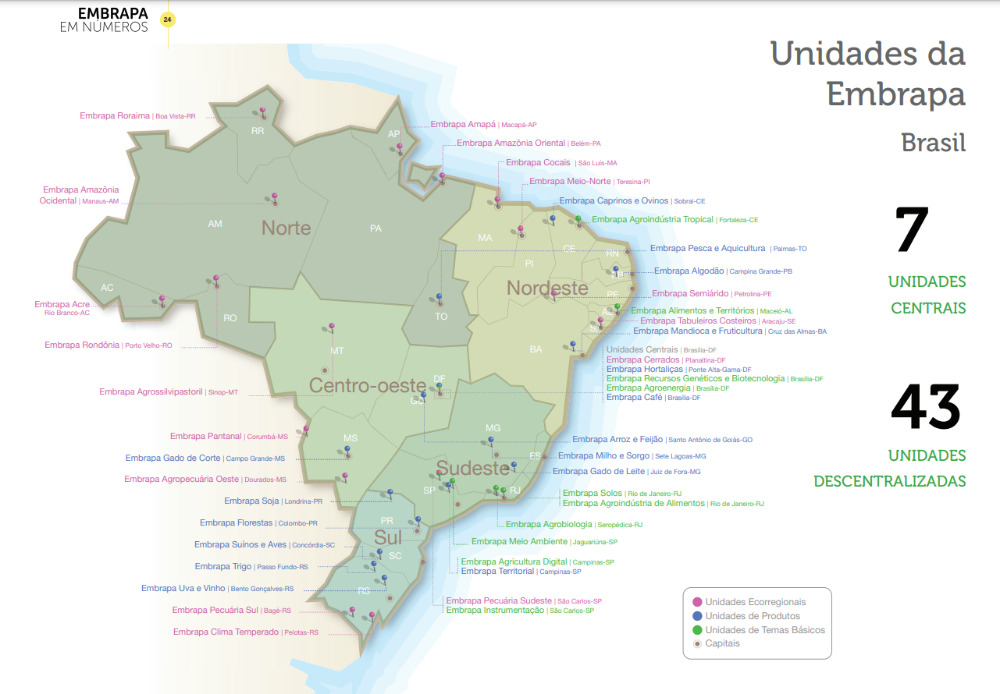 EMBRAPA
EM NÚMEROS
24
Unidades da
Embrapa
Brasil
7
UNIDADES
CENTRAIS
43
UNIDADES
DESCENTRALIZADAS
Embrapa Roraima | Boa Vista-RR
Embrapa Amazônia
Ocidental | Manaus-AM
Embrapa Acre
Rio Branco-AC
Embrapa Rondônia | Porto Velho-RO
Embrapa Agrossilvipastoril | Sinop-MT
Embrapa Pantanal | Corumbá-MS
Embrapa Gado de Corte | Campo Grande-MS
Embrapa Agropecuária Oeste | Dourados-MS
Embrapa Soja | Londrina-PR
Embrapa Florestas | Colombo-PR
Embrapa Suínos e Aves | Concórdia-SC
Embrapa Trigo | Passo Fundo-RS
Embrapa Uva e Vinho | Bento Gonçalves-RS
Embrapa Pecuária Sul | Bagé-RS
Embrapa Clima Temperado | Pelotas-RS
Embrapa Amapá | Macapá-AP
Embrapa Amazônia Oriental | Belém-PA
Embrapa Cocais | São Luís-MA
Embrapa Meio-Norte | Teresina-PI
Embrapa Caprinos e Ovinos | Sobral-CE
Embrapa Agroindústria Tropical | Fortaleza-CE
Embrapa Pesca e Aquicultura | Palmas-TO
Embrapa Algodão | Campina Grande-PB
Embrapa Semiárido | Petrolina-PE
Embrapa Alimentos e Territórios | Maceió-AL
Embrapa Tabuleiros Costeiros | Aracaju-SE
Embrapa Mandioca e Fruticultura | Cruz das Almas-BA
Unidades Centrais | Brasília-DF
Embrapa Cerrados | Planaltina-DF
Embrapa Hortaliças | Ponte Alta-Gama-DF
Embrapa Recursos Genéticos e Biotecnologia | Brasília-DF
Embrapa Agroenergia | Brasília-DF
Embrapa Café | Brasília-DF
Embrapa Arroz e Feijão | Santo Antônio de Goiás-GO
Embrapa Milho e Sorgo | Sete Lagoas-MG
Embrapa Gado de Leite | Juiz de Fora-MG
Embrapa Solos | Rio de Janeiro-RJ
Embrapa Agroindústria de Alimentos | Rio de Janeiro-RJ
Embrapa Agrobiologia | Seropédica-RJ
Embrapa Meio Ambiente | Jaguariúna-SP
Embrapa Agricultura Digital | Campinas-SP
Embrapa Territorial | Campinas-SP
Embrapa Pecuária Sudeste | São Carlos-SP
Embrapa Instrumentação | São Carlos-SP
RR
AP
AM
Norte
PA
AC
RO
TO
MA
CE
RN
PI
Nordeste
PE
AL
BA
MT
Centro-oeste
DF
GO
MS
MG
ES
Sudeste
SP
RJ
PR
Sul
SC
RS
Unidades Ecorregionais
Unidades de Produtos
Unidades de Temas Básicos
Capitais